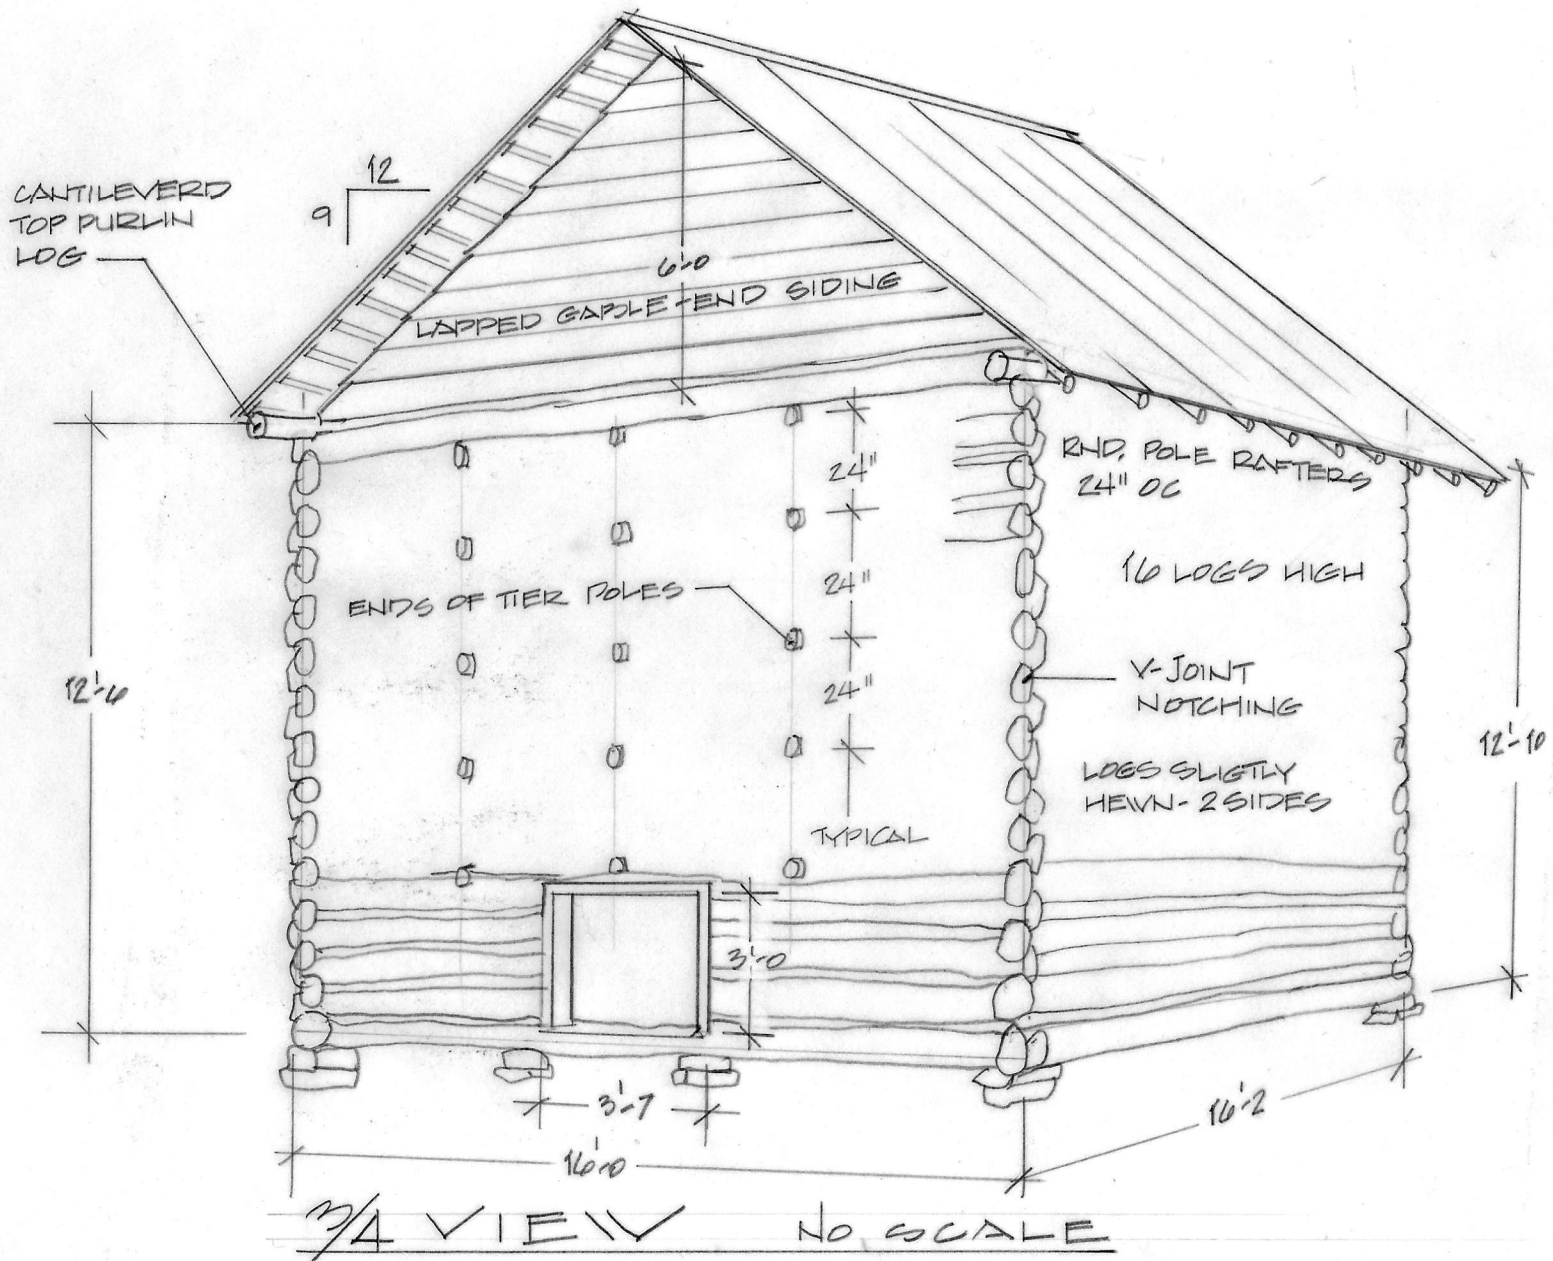 CANTILEVERD
TOP PURLIN
LOG
12
9
6'-0
LAPPED GABLE-END SIDING
24"
RND. POLE RAFTERS
24" OC
24"
16 LOGS HIGH
ENDS OF TIER POLES
24"
V-JOINT
NOTCHING
12'-6
12'-10
LOGS SLIGTLY
HEWN-2 SIDES
TYPICAL
3'-0
3'-7
16'-2
16'-0
3/4 VIEW NO SCALE